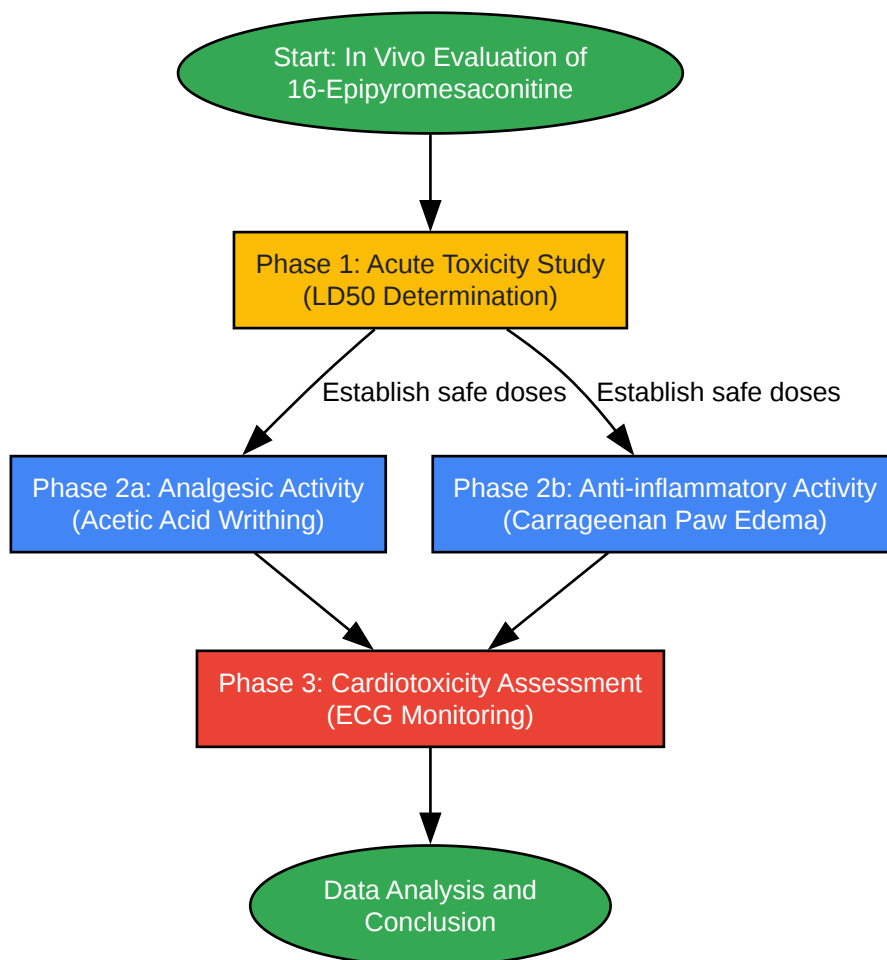 Start: In Vivo Evaluation of
16-Epipyromesaconitine
Phase 1: Acute Toxicity Study
(LD50 Determination)
Establish safe doses
Establish safe doses
Phase 2a: Analgesic Activity
(Acetic Acid Writhing)
Phase 2b: Anti-inflammatory Activity
(Carrageenan Paw Edema)
Phase 3: Cardiotoxicity Assessment
(ECG Monitoring)
Data Analysis and
Conclusion